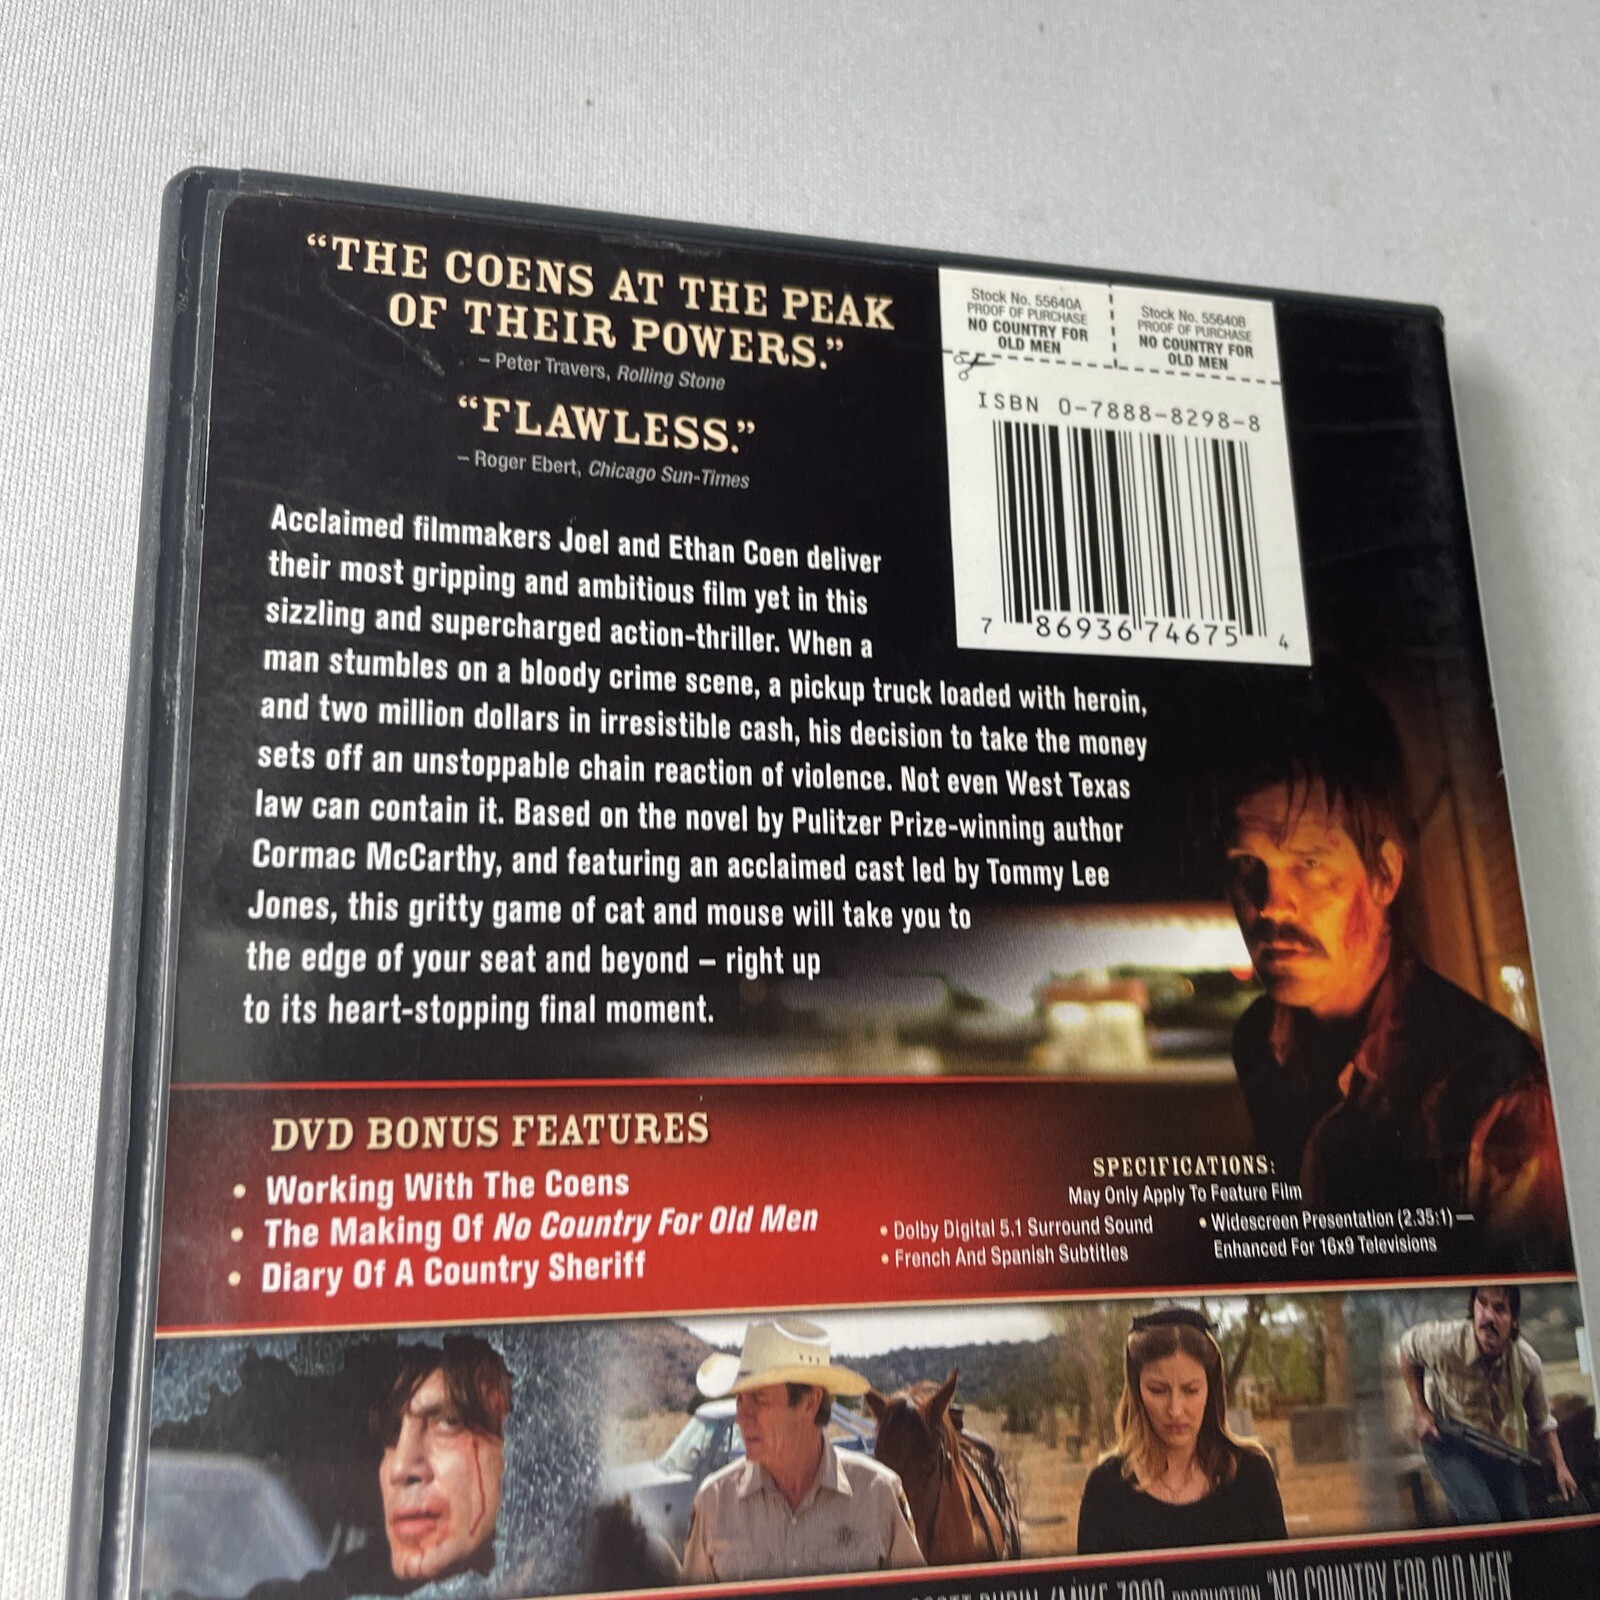 “THE COENS AT THE PEAK
OF THEIR POWERS.”
– Peter Travers, Rolling Stone
“FLAWLESS.”
– Roger Ebert, Chicago Sun-Times
Stock No. 55640A
PROOF OF PURCHASE
NO COUNTRY FOR
OLD MEN
Stock No. 55640B
PROOF OF PURCHASE
NO COUNTRY FOR
OLD MEN
ISBN 0-7888-8298-8
7 86936 74675 4
Acclaimed filmmakers Joel and Ethan Coen deliver
their most gripping and ambitious film yet in this
sizzling and supercharged action-thriller. When a
man stumbles on a bloody crime scene, a pickup truck loaded with heroin,
and two million dollars in irresistible cash, his decision to take the money
sets off an unstoppable chain reaction of violence. Not even West Texas
law can contain it. Based on the novel by Pulitzer Prize-winning author
Cormac McCarthy, and featuring an acclaimed cast led by Tommy Lee
Jones, this gritty game of cat and mouse will take you to
the edge of your seat and beyond – right up
to its heart-stopping final moment.
DVD BONUS FEATURES
• Working With The Coens
• The Making Of No Country For Old Men
• Diary Of A Country Sheriff
SPECIFICATIONS:
May Only Apply To Feature Film
• Dolby Digital 5.1 Surround Sound
• French And Spanish Subtitles
• Widescreen Presentation (2.35:1) —
Enhanced For 16x9 Televisions
PRODUCTION "NO COUNTRY FOR OLD MEN"